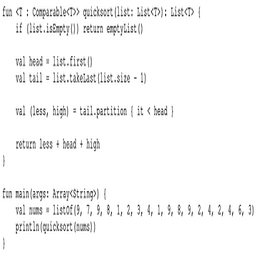 fun <T : Comparable<T>> quicksort(list: List<T>): List<T> {
    if (list.isEmpty()) return emptyList()

    val head = list.first()
    val tail = list.takeLast(list.size - 1)

    val (less, high) = tail.partition { it < head }

    return less + head + high
}

fun main(args: Array<String>) {
    val nums = listOf(9, 7, 9, 8, 1, 2, 3, 4, 1, 9, 8, 9, 2, 4, 2, 4, 6, 3)
    println(quicksort(nums))
}